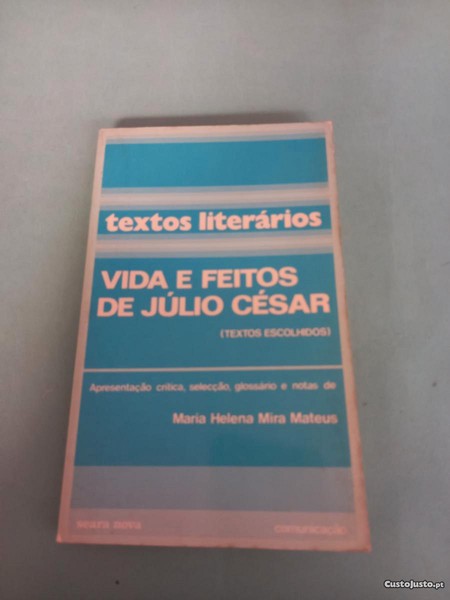 textos literários
VIDA E FEITOS
DE JÚLIO CÉSAR
(TEXTOS ESCOLHIDOS)
Apresentação crítica, selecção, glossário e notas de
Maria Helena Mira Mateus
seara nova
comunicação
CustoJusto.pt